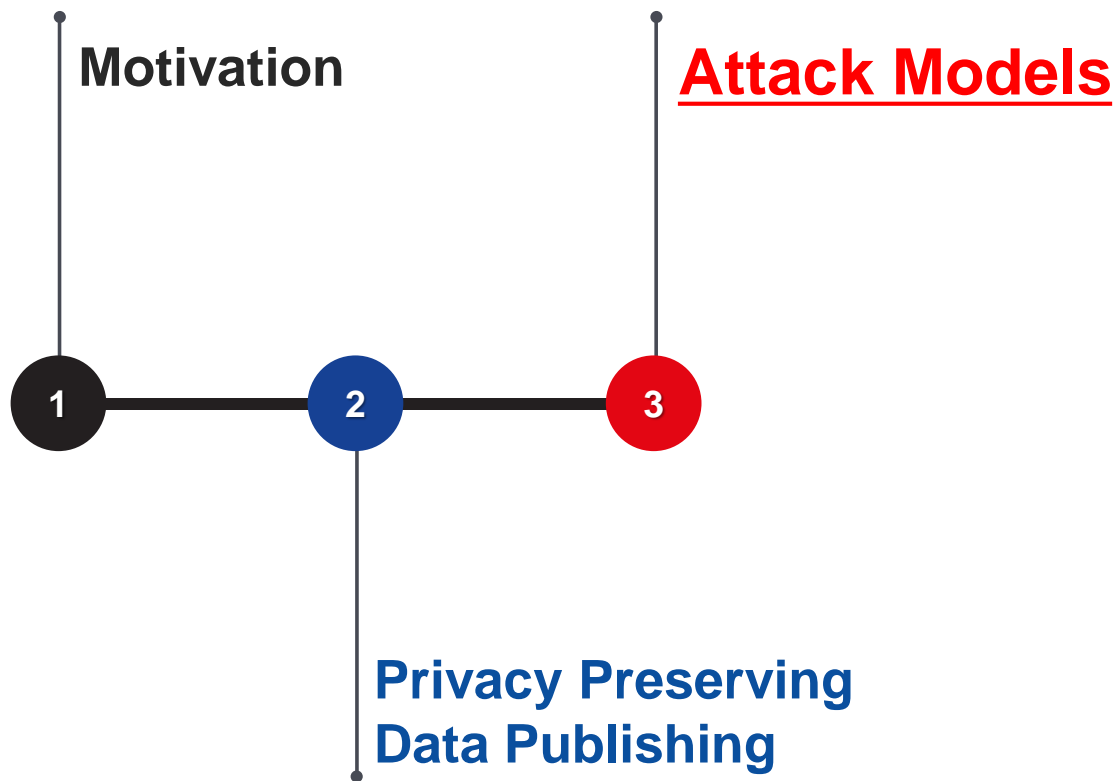 Motivation
Attack Models
1
2
3
Privacy Preserving
Data Publishing